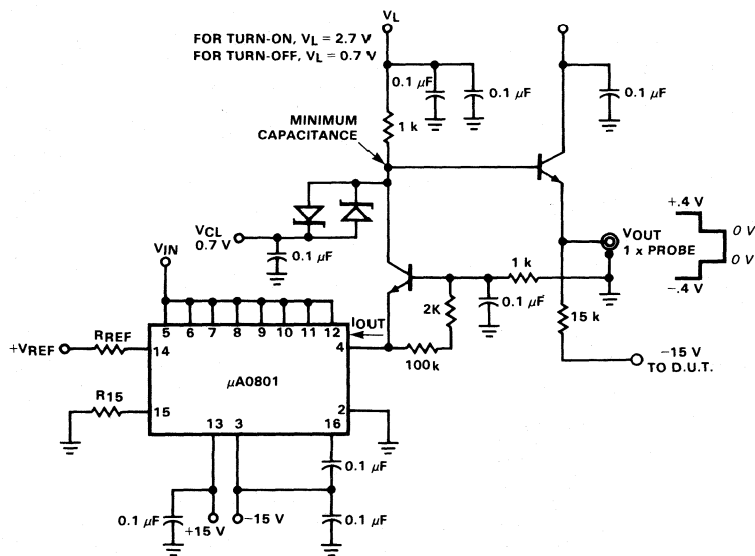 FOR TURN-ON, VL = 2.7 V
FOR TURN-OFF, VL = 0.7 V
VL
0.1 μF
0.1 μF
0.1 μF
MINIMUM
CAPACITANCE
1 k
VCL
0.7 V
0.1 μF
VIN
+.4 V
0 V
0 V
-.4 V
VOUT
1 x PROBE
1 k
0.1 μF
2K
15 k
IOUT
100k
-15 V
TO D.U.T.
5 6 7 8 9 10 11 12
+VREF
RREF
14
4
μA0801
R15
15
2
13 3 16
0.1 μF
0.1 μF
+15 V
-15 V
0.1 μF